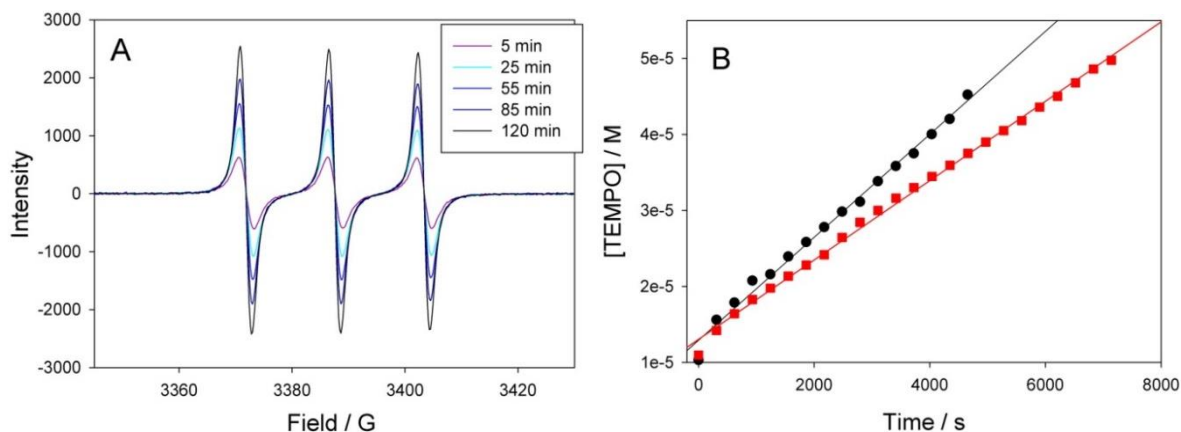 A
3000
2000
1000
0
-1000
-2000
-3000
Intensity
3360
3380
3400
3420
Field / G
5 min
25 min
55 min
85 min
120 min
B
5e-5
4e-5
3e-5
2e-5
1e-5
[TEMPO] / M
0
2000
4000
6000
8000
Time / s